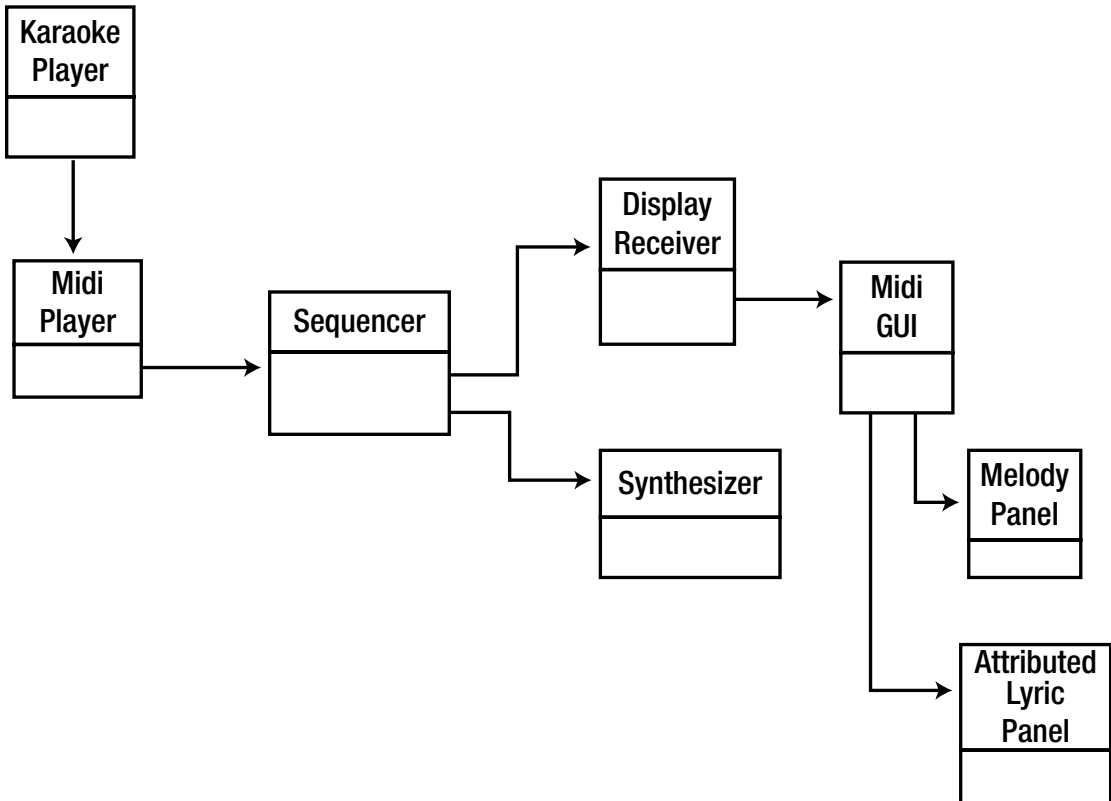 Karaoke
Player
Midi
Player
Sequencer
Display
Receiver
Synthesizer
Midi
GUI
Melody
Panel
Attributed
Lyric
Panel